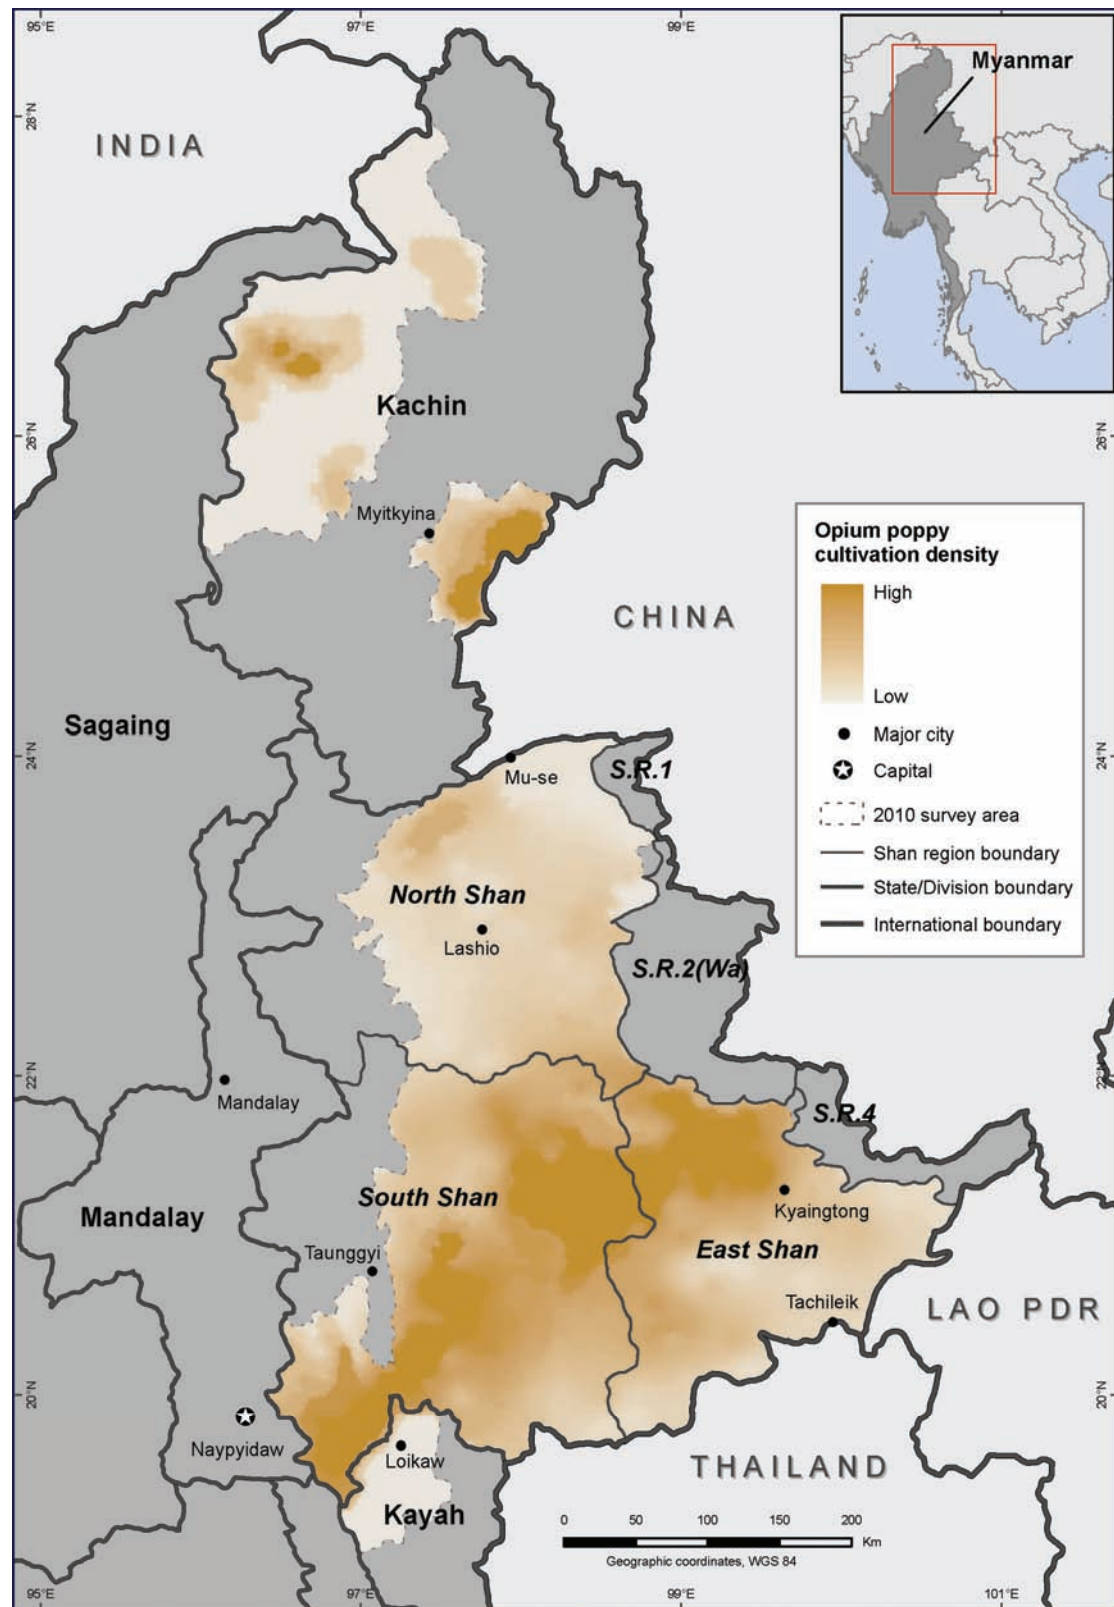 95°E
97°E
99°E
Myanmar
28°N
INDIA
Kachin
26°N
26°N
Myitkyina
Opium poppy
cultivation density
High
Low
Major city
Capital
2010 survey area
Shan region boundary
State/Division boundary
International boundary
CHINA
Sagaing
24°N
24°N
S.R.1
Mu-se
North Shan
Lashio
S.R.2(Wa)
22°N
22°N
Mandalay
S.R.4
South Shan
Kyaingtong
Mandalay
East Shan
Taunggyi
Tachileik
LAO PDR
20°N
20°N
Naypyidaw
Loikaw
THAILAND
Kayah
0 50 100 150 200
Km
Geographic coordinates, WGS 84
95°E
97°E
99°E
101°E